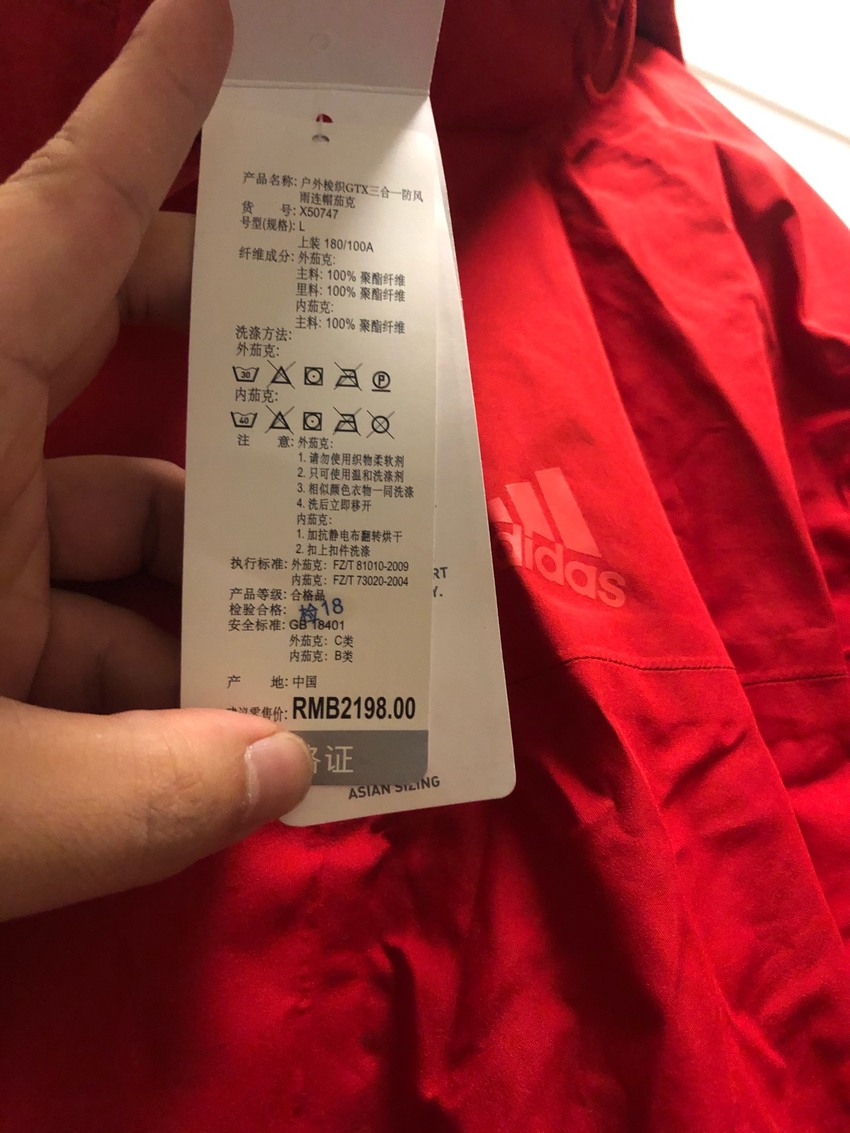 产品名称: 户外梭织GTX三合一防风
雨连帽茄克
货 号: X50747
号型(规格): L
上装 180/100A
纤维成分: 外茄克:
主料: 100% 聚酯纤维
里料: 100% 聚酯纤维
内茄克:
主料: 100% 聚酯纤维
洗涤方法:
外茄克:
30 P
内茄克:
40
注 意: 外茄克:
1. 请勿使用织物柔软剂
2. 只可使用温和洗涤剂
3. 相似颜色衣物一同洗涤
4. 洗后立即移开
内茄克:
1. 加抗静电布翻转烘干
2. 扣上扣件洗涤
执行标准: 外茄克: FZ/T 81010-2009
内茄克: FZ/T 73020-2004
产品等级: 合格品
检验合格: 检18
安全标准: GB 18401
外茄克: C类
内茄克: B类
产 地: 中国
建议零售价: RMB2198.00
格证
RT
Y.
ASIAN SIZING
adidas